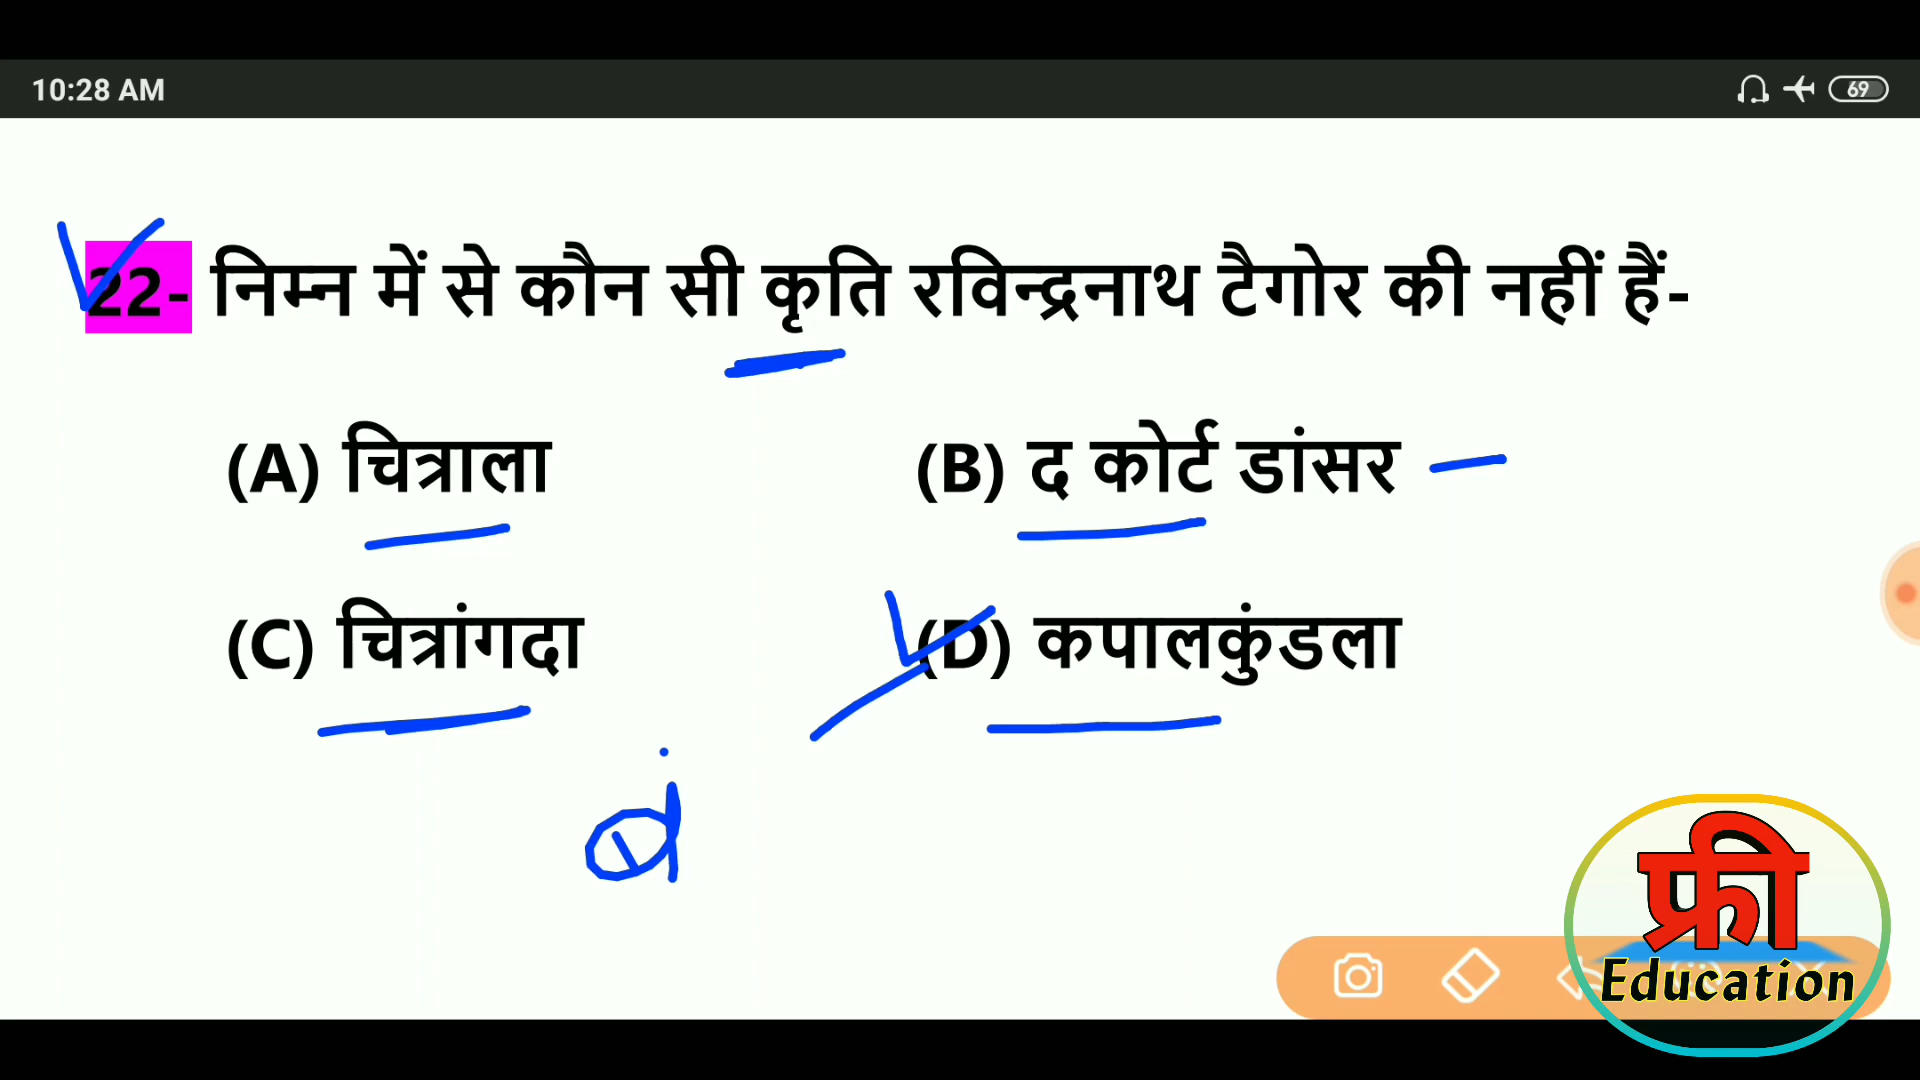 10:28 AM
69
22- निम्न में से कौन सी कृति रविन्द्रनाथ टैगोर की नहीं हैं-
(A) चित्राला
(B) द कोर्ट डांसर
(C) चित्रांगदा
(D) कपालकुंडला
d
फ्री
Education